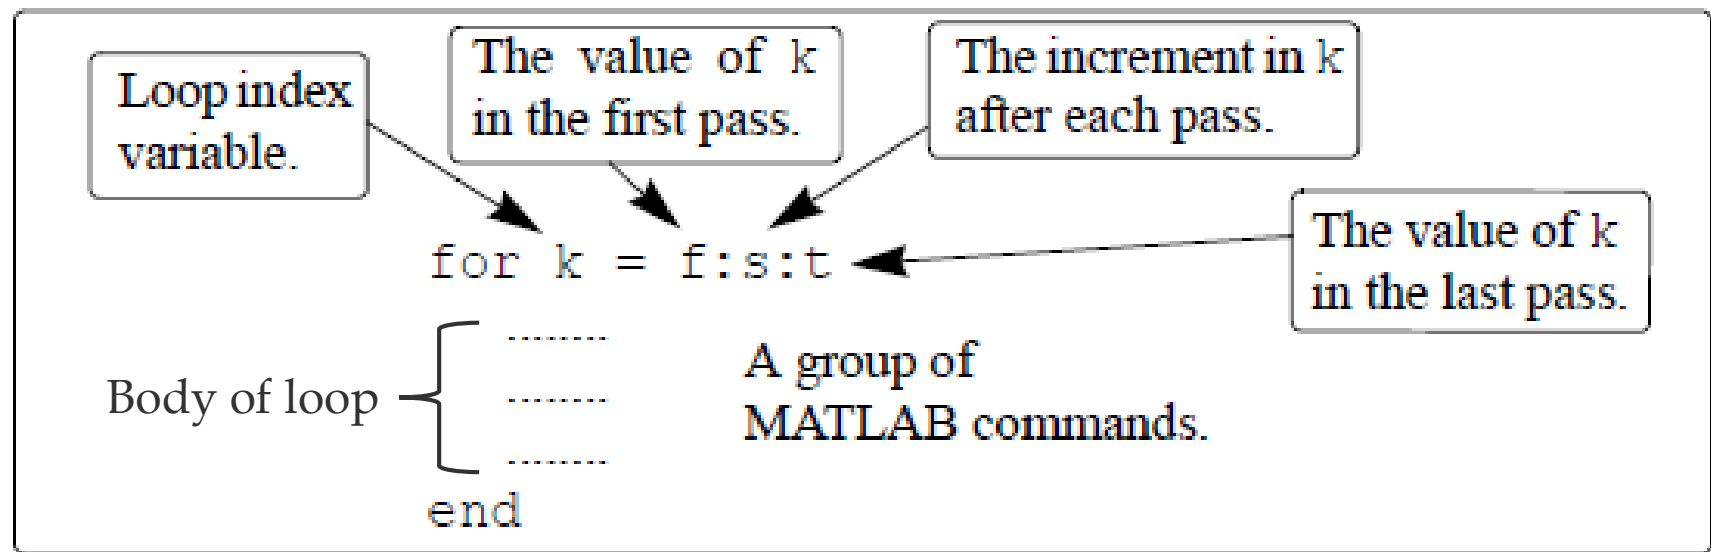 Loop index
variable.
The value of k
in the first pass.
The increment in k
after each pass.
for k = f:s:t
The value of k
in the last pass.
Body of loop
A group of
MATLAB commands.
end